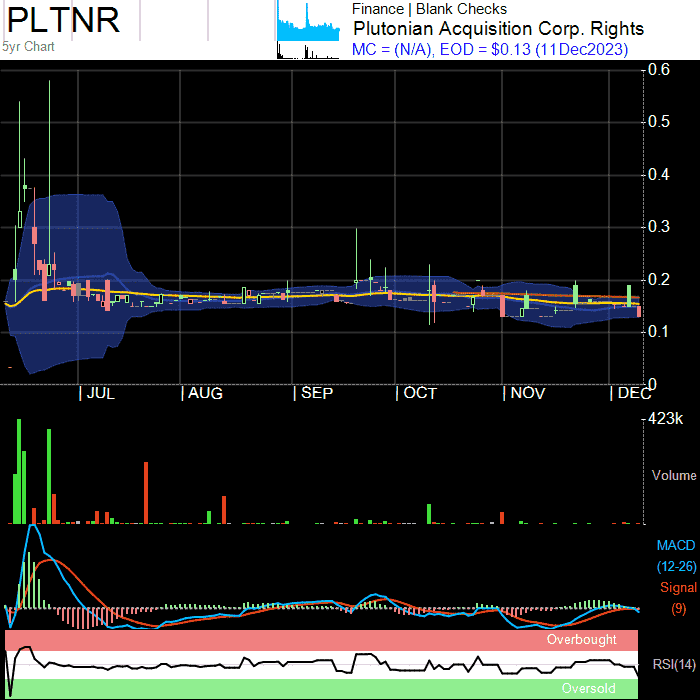 PLTNR
5yr Chart
Finance | Blank Checks
Plutonian Acquisition Corp. Rights
MC = (N/A), EOD = $0.13 (11Dec2023)
0.6
0.5
0.4
0.3
0.2
0.1
0
| JUL | AUG | SEP | OCT | NOV | DEC
423k
Volume
MACD
(12-26)
Signal
(9)
Overbought
RSI(14)
Oversold